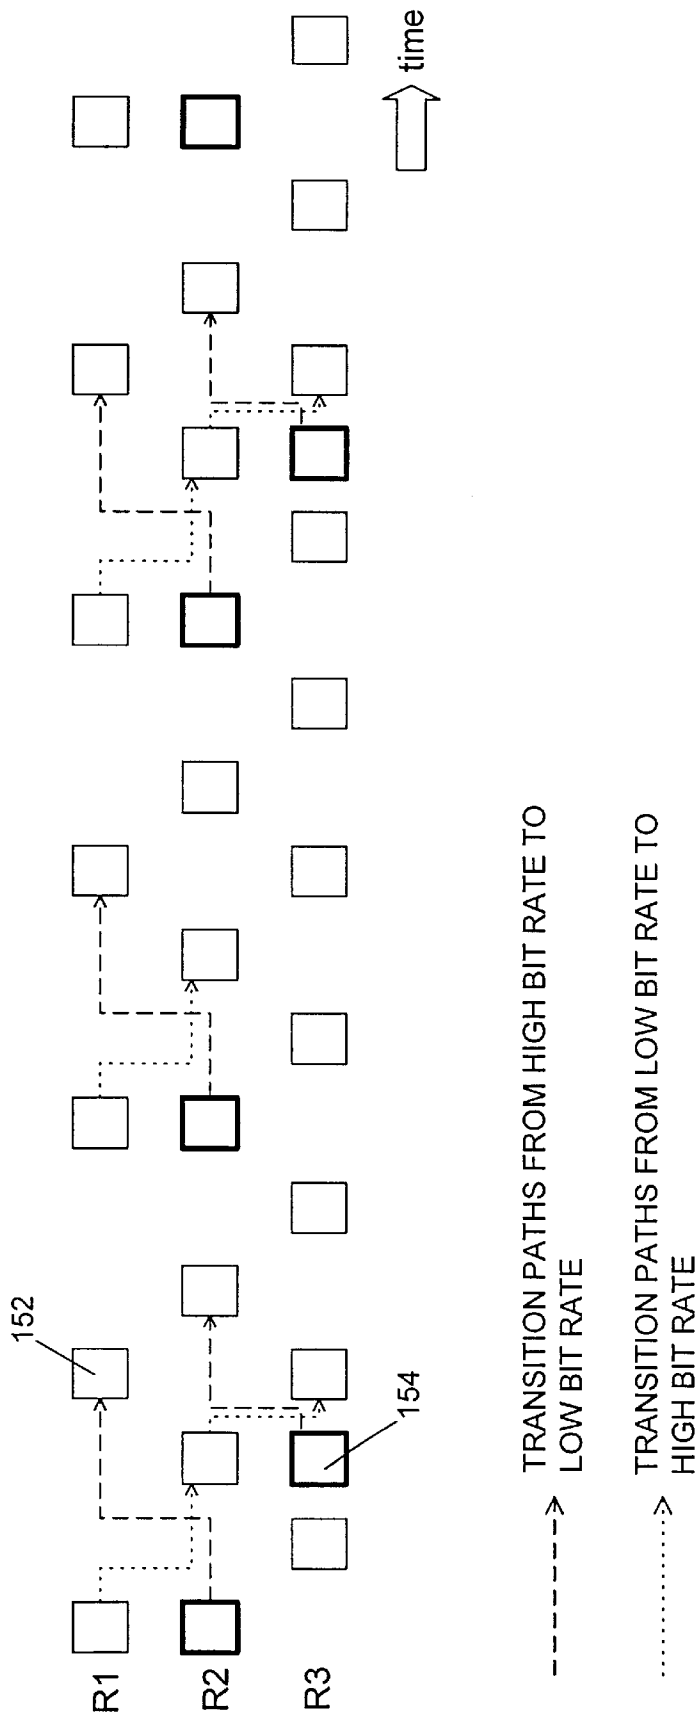 R1
R2
R3
152
154
time
TRANSITION PATHS FROM HIGH BIT RATE TO
LOW BIT RATE
TRANSITION PATHS FROM LOW BIT RATE TO
HIGH BIT RATE